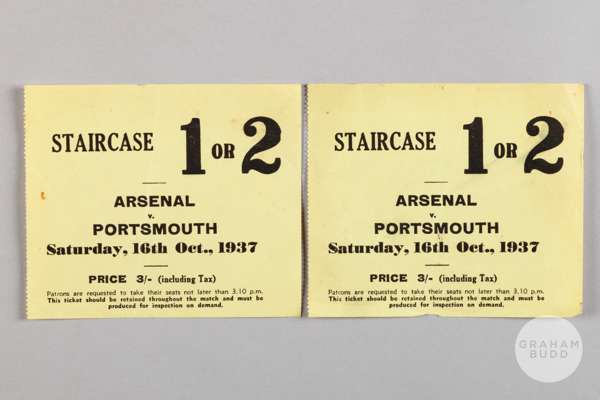 STAIRCASE 1 OR 2
ARSENAL
v.
PORTSMOUTH
Saturday, 16th Oct., 1937
PRICE 3/- (including Tax)
Patrons are requested to take their seats not later than 3.10 p.m.
This ticket should be retained throughout the match and must be
produced for inspection on demand.
STAIRCASE 1 OR 2
ARSENAL
v.
PORTSMOUTH
Saturday, 16th Oct., 1937
PRICE 3/- (including Tax)
Patrons are requested to take their seats not later than 3.10 p.m.
This ticket should be retained throughout the match and must be
produced for inspection on demand.
GRAHAM
BUDD